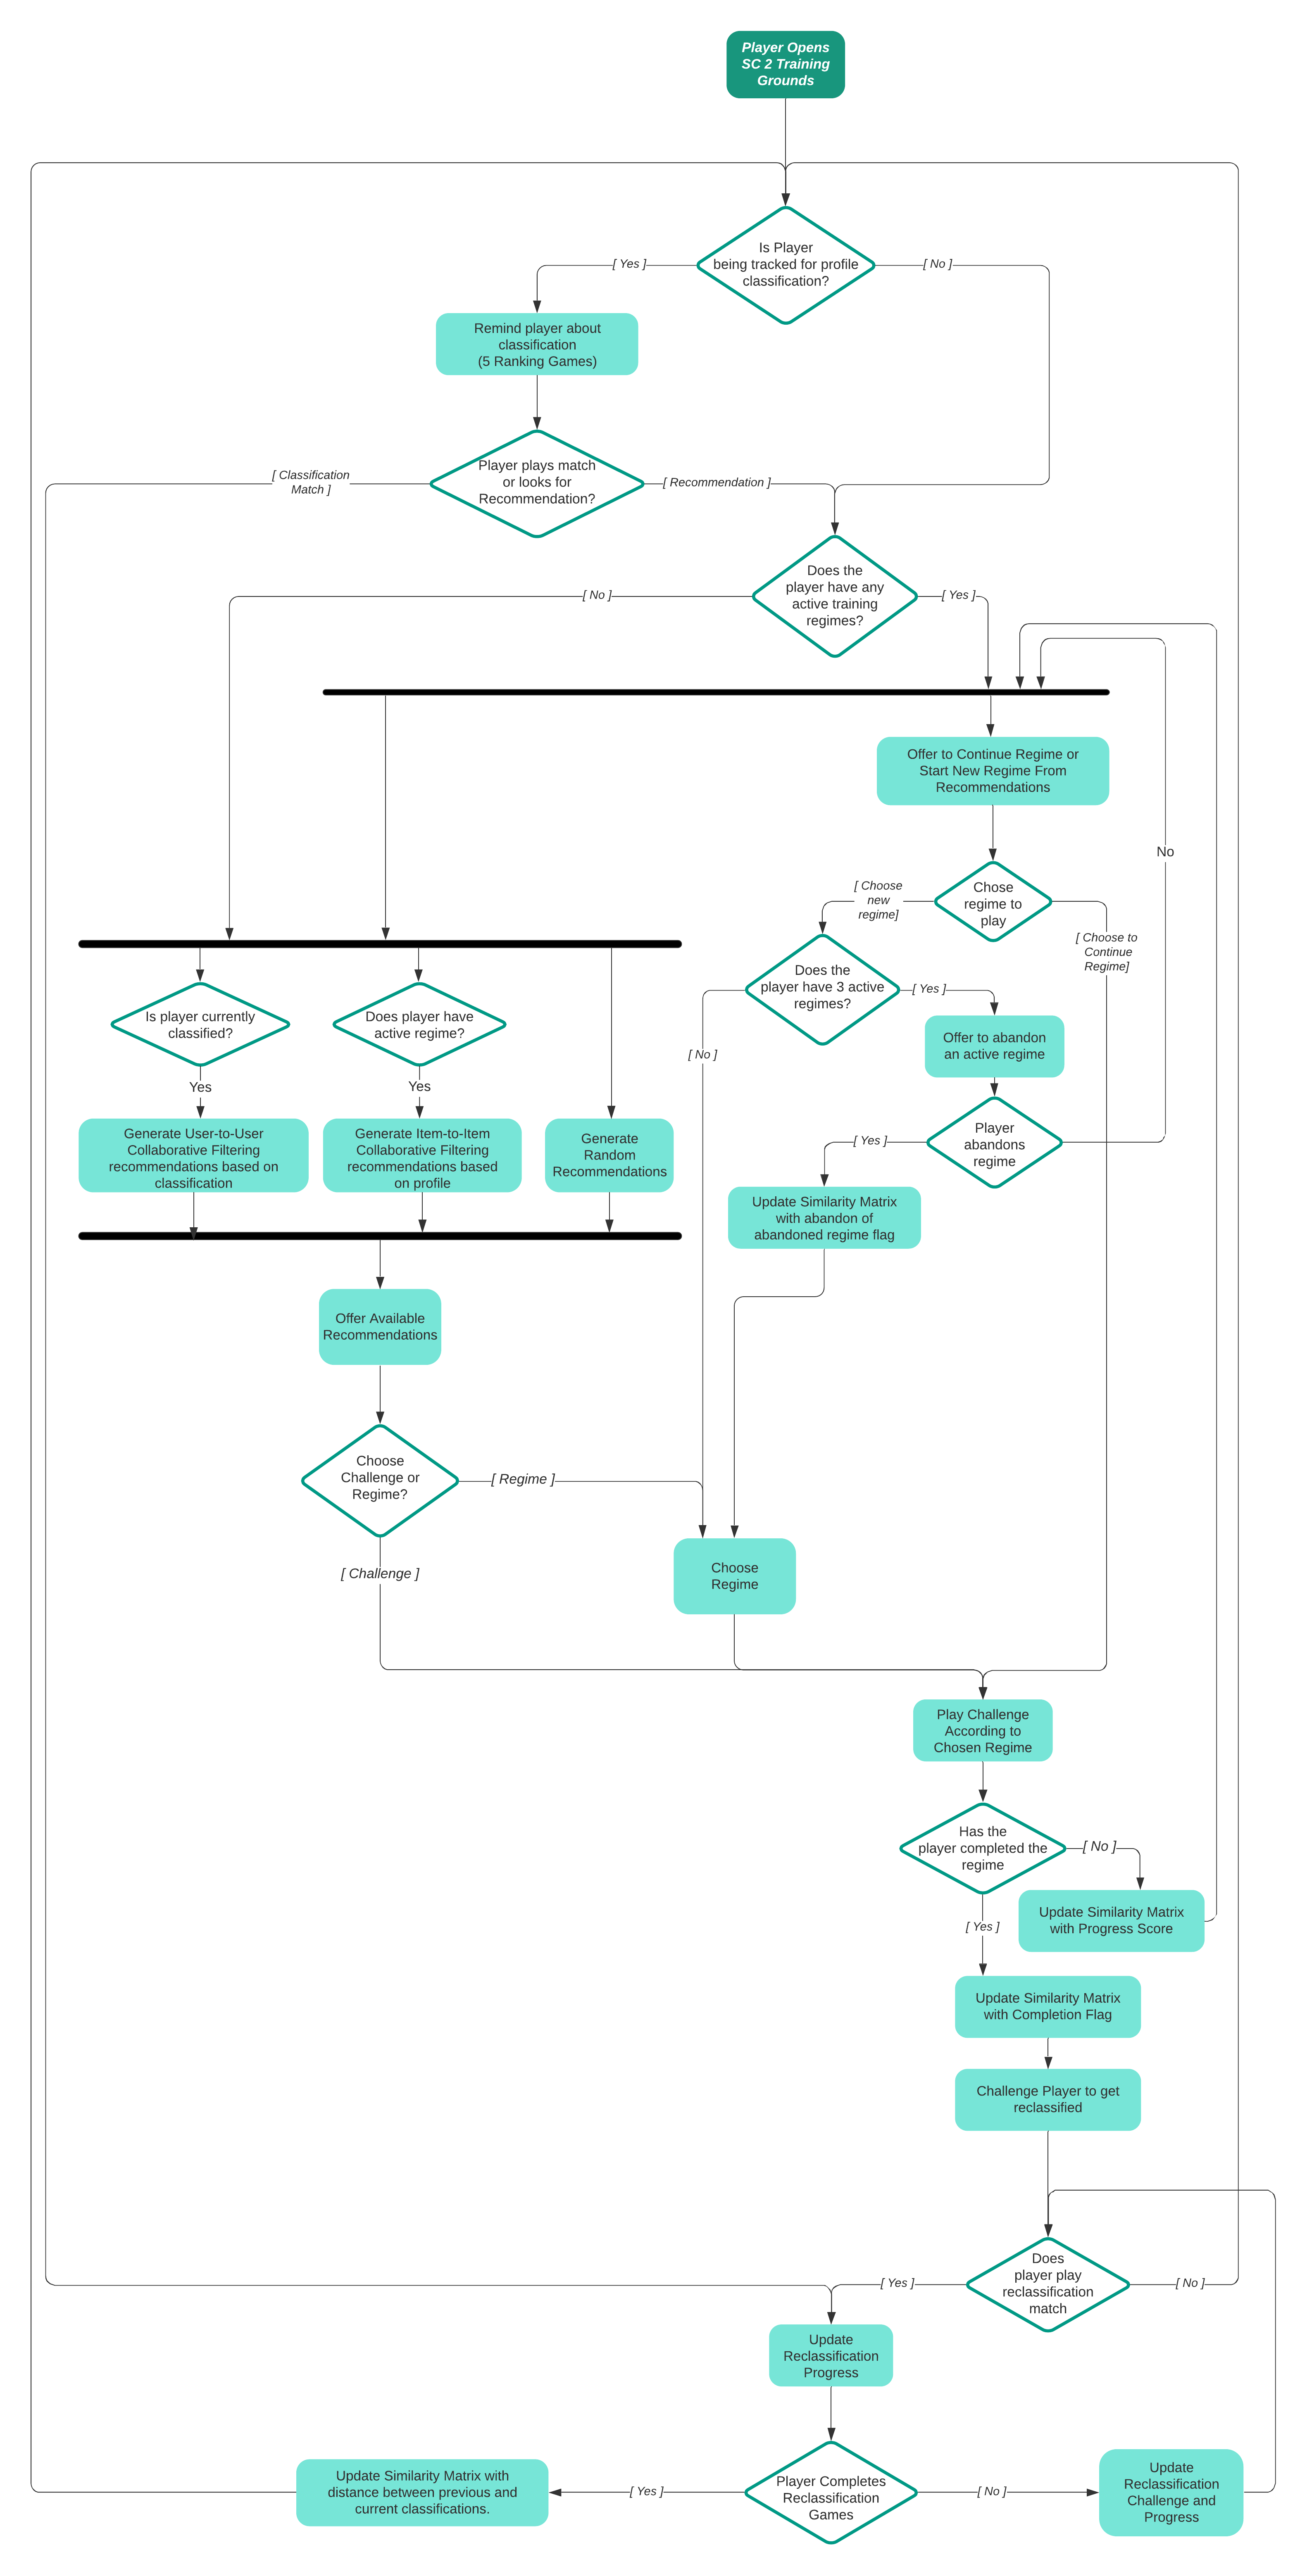 Player Opens
SC 2 Training
Grounds
Is Player
being tracked for profile
classification?
[ Yes ]
[ No ]
Remind player about
classification
(5 Ranking Games)
Player plays match
or looks for
Recommendation?
[ Classification
Match ]
[ Recommendation ]
Does the
player have any
active training
regimes?
[ No ]
[ Yes ]
Offer to Continue Regime or
Start New Regime From
Recommendations
No
Chose
regime to
play
[ Choose
new
regime]
[ Choose to
Continue
Regime]
Does the
player have 3 active
regimes?
[ Yes ]
[ No ]
Offer to abandon
an active regime
Is player currently
classified?
Does player have
active regime?
Yes
Yes
Player
abandons
regime
[ Yes ]
Generate User-to-User
Collaborative Filtering
recommendations based on
classification
Generate Item-to-Item
Collaborative Filtering
recommendations based
on profile
Generate
Random
Recommendations
Update Similarity Matrix
with abandon of
abandoned regime flag
Offer Available
Recommendations
Choose
Challenge or
Regime?
[ Regime ]
[ Challenge ]
Choose
Regime
Play Challenge
According to
Chosen Regime
Has the
player completed the
regime
[ No ]
[ Yes ]
Update Similarity Matrix
with Progress Score
Update Similarity Matrix
with Completion Flag
Challenge Player to get
reclassified
Does
player play
reclassification
match
[ Yes ]
[ No ]
Update
Reclassification
Progress
Player Completes
Reclassification
Games
[ Yes ]
[ No ]
Update Similarity Matrix with
distance between previous and
current classifications.
Update
Reclassification
Challenge and
Progress